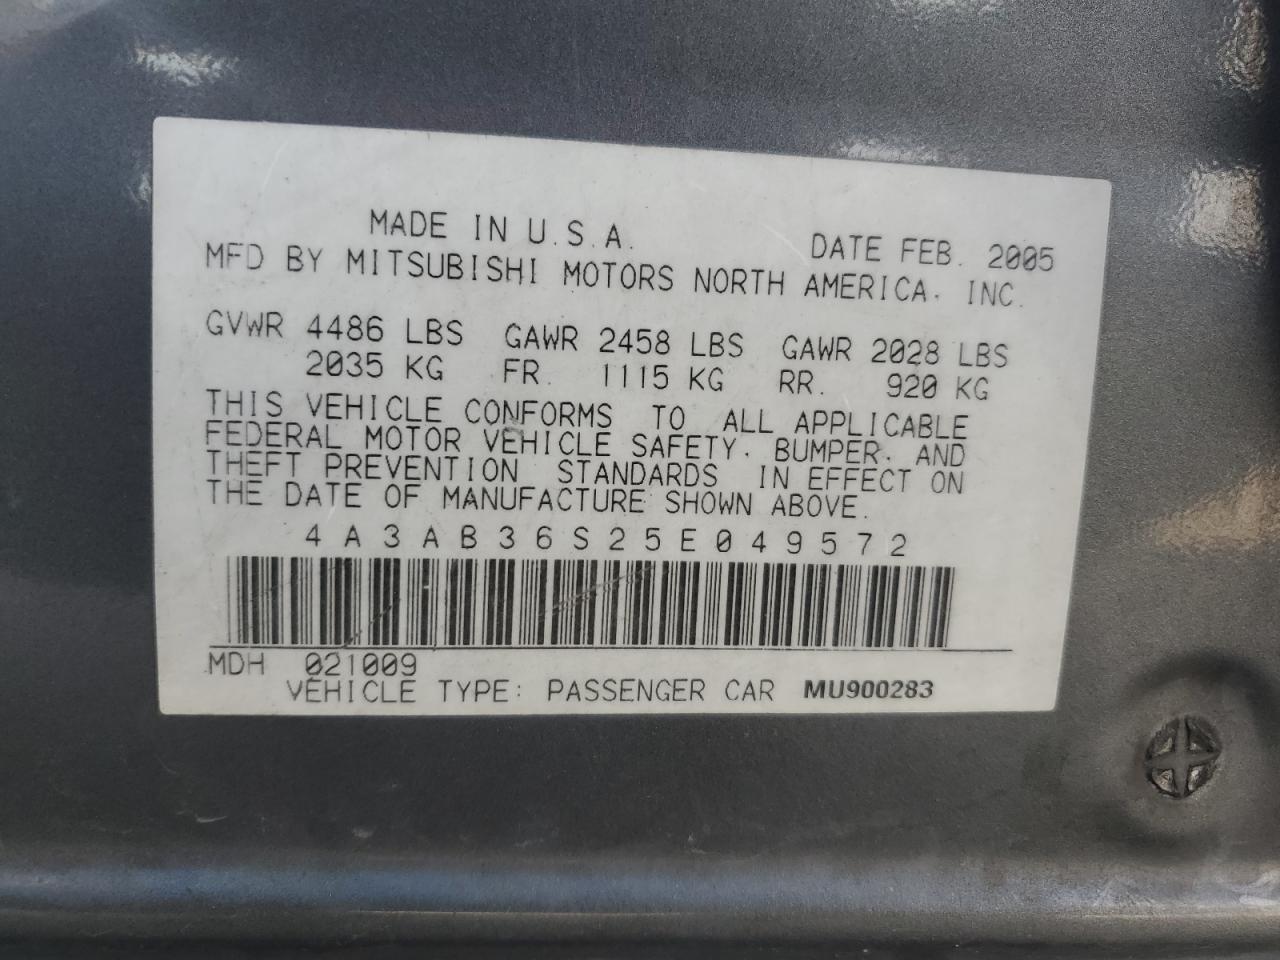 MADE IN U.S.A. DATE FEB. 2005
MFD BY MITSUBISHI MOTORS NORTH AMERICA. INC.
GVWR 4486 LBS GAWR 2458 LBS GAWR 2028 LBS
2035 KG FR. 1115 KG RR. 920 KG
THIS VEHICLE CONFORMS TO ALL APPLICABLE
FEDERAL MOTOR VEHICLE SAFETY. BUMPER. AND
THEFT PREVENTION STANDARDS IN EFFECT ON
THE DATE OF MANUFACTURE SHOWN ABOVE.
4A3AB36S25E049572
MDH 021009
VEHICLE TYPE: PASSENGER CAR MU900283